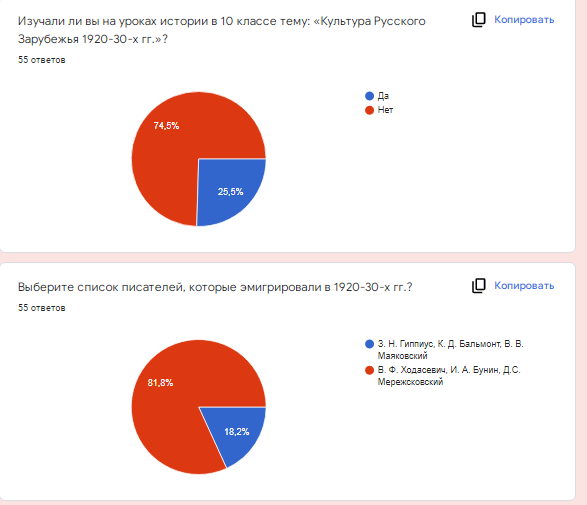 Изучали ли вы на уроках истории в 10 классе тему: «Культура Русского
Зарубежья 1920-30-х гг.»?
Копировать
55 ответов
Да
Нет
74,5%
25,5%
Выберите список писателей, которые эмигрировали в 1920-30-х гг.?
Копировать
55 ответов
З. Н. Гиппиус, К. Д. Бальмонт, В. В.
Маяковский
В. Ф. Ходасевич, И. А. Бунин, Д.С.
Мережсковский
81,8%
18,2%